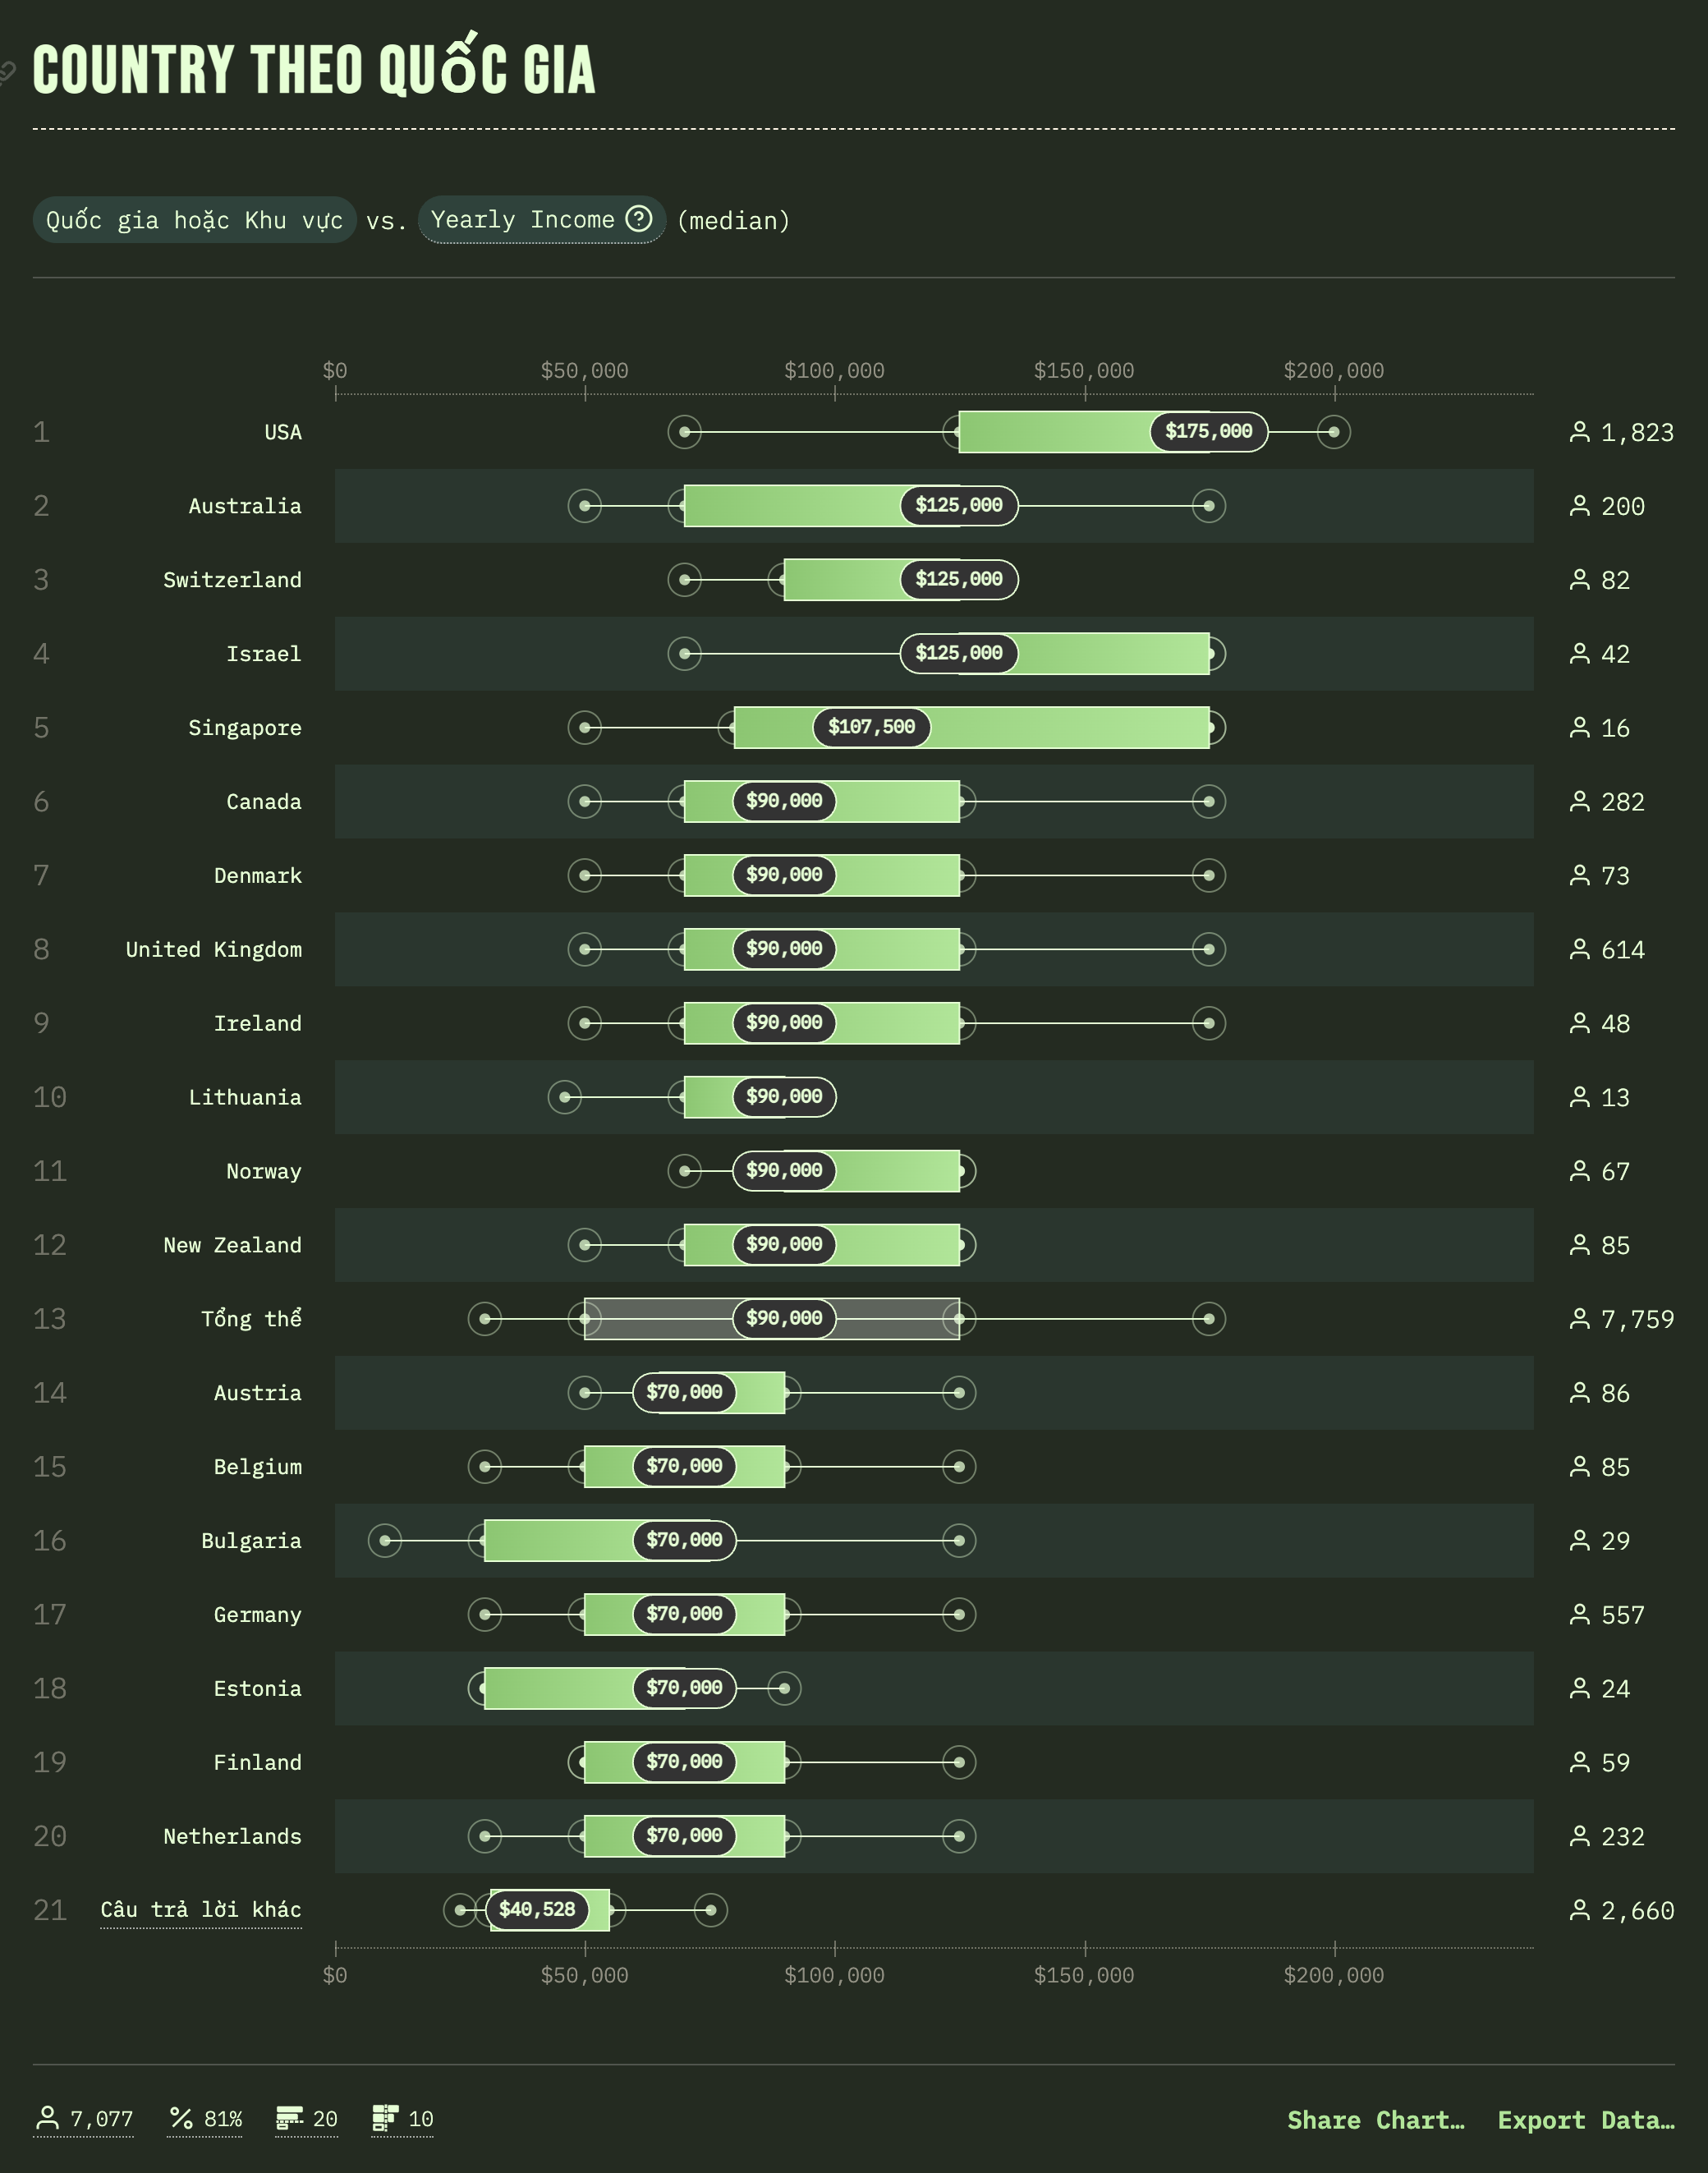 COUNTRY THEO QUỐC GIA
Quốc gia hoặc Khu vực vs. Yearly Income (median)
$0 $50,000 $100,000 $150,000 $200,000
1 USA $175,000 1,823
2 Australia $125,000 200
3 Switzerland $125,000 82
4 Israel $125,000 42
5 Singapore $107,500 16
6 Canada $90,000 282
7 Denmark $90,000 73
8 United Kingdom $90,000 614
9 Ireland $90,000 48
10 Lithuania $90,000 13
11 Norway $90,000 67
12 New Zealand $90,000 85
13 Tổng thể $90,000 7,759
14 Austria $70,000 86
15 Belgium $70,000 85
16 Bulgaria $70,000 29
17 Germany $70,000 557
18 Estonia $70,000 24
19 Finland $70,000 59
20 Netherlands $70,000 232
21 Câu trả lời khác $40,528 2,660
$0 $50,000 $100,000 $150,000 $200,000
7,077 81% 20 10 Share Chart… Export Data…